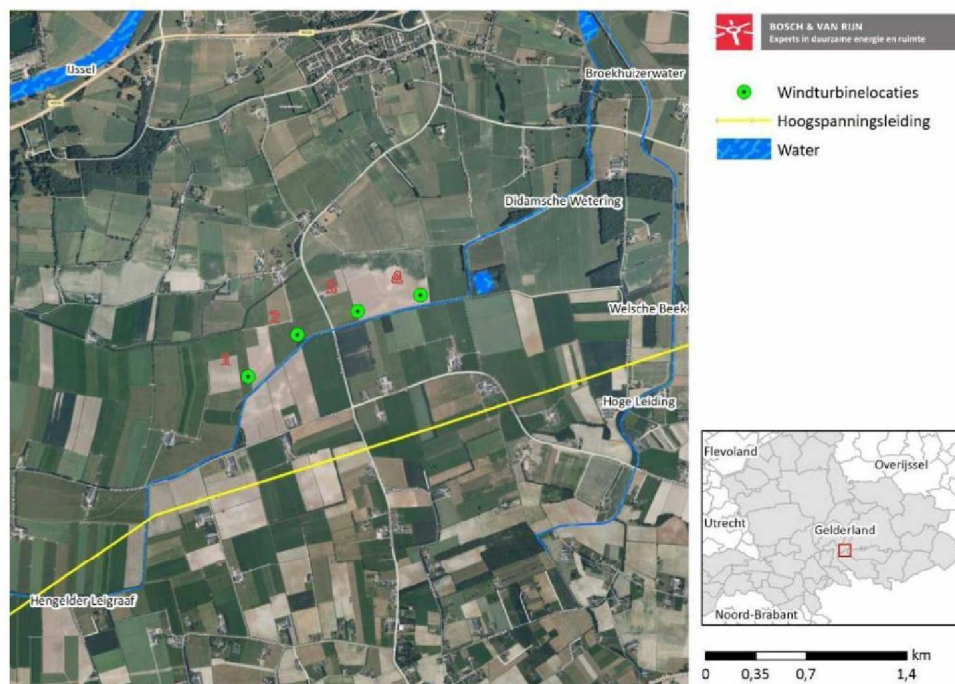 BOSCH & VAN RIJN
Experts in duurzame energie en ruimte
Windturbinelocaties
Hoogspanningsleiding
Water
IJssel
Broekhuizerwater
Didamsche Wetering
4
3
2
Welsche Beek
1
Hoge Leiding
Hengelder Leigraaf
Flevoland
Overijssel
Utrecht
Gelderland
Noord-Brabant
km
0 0,35 0,7 1,4